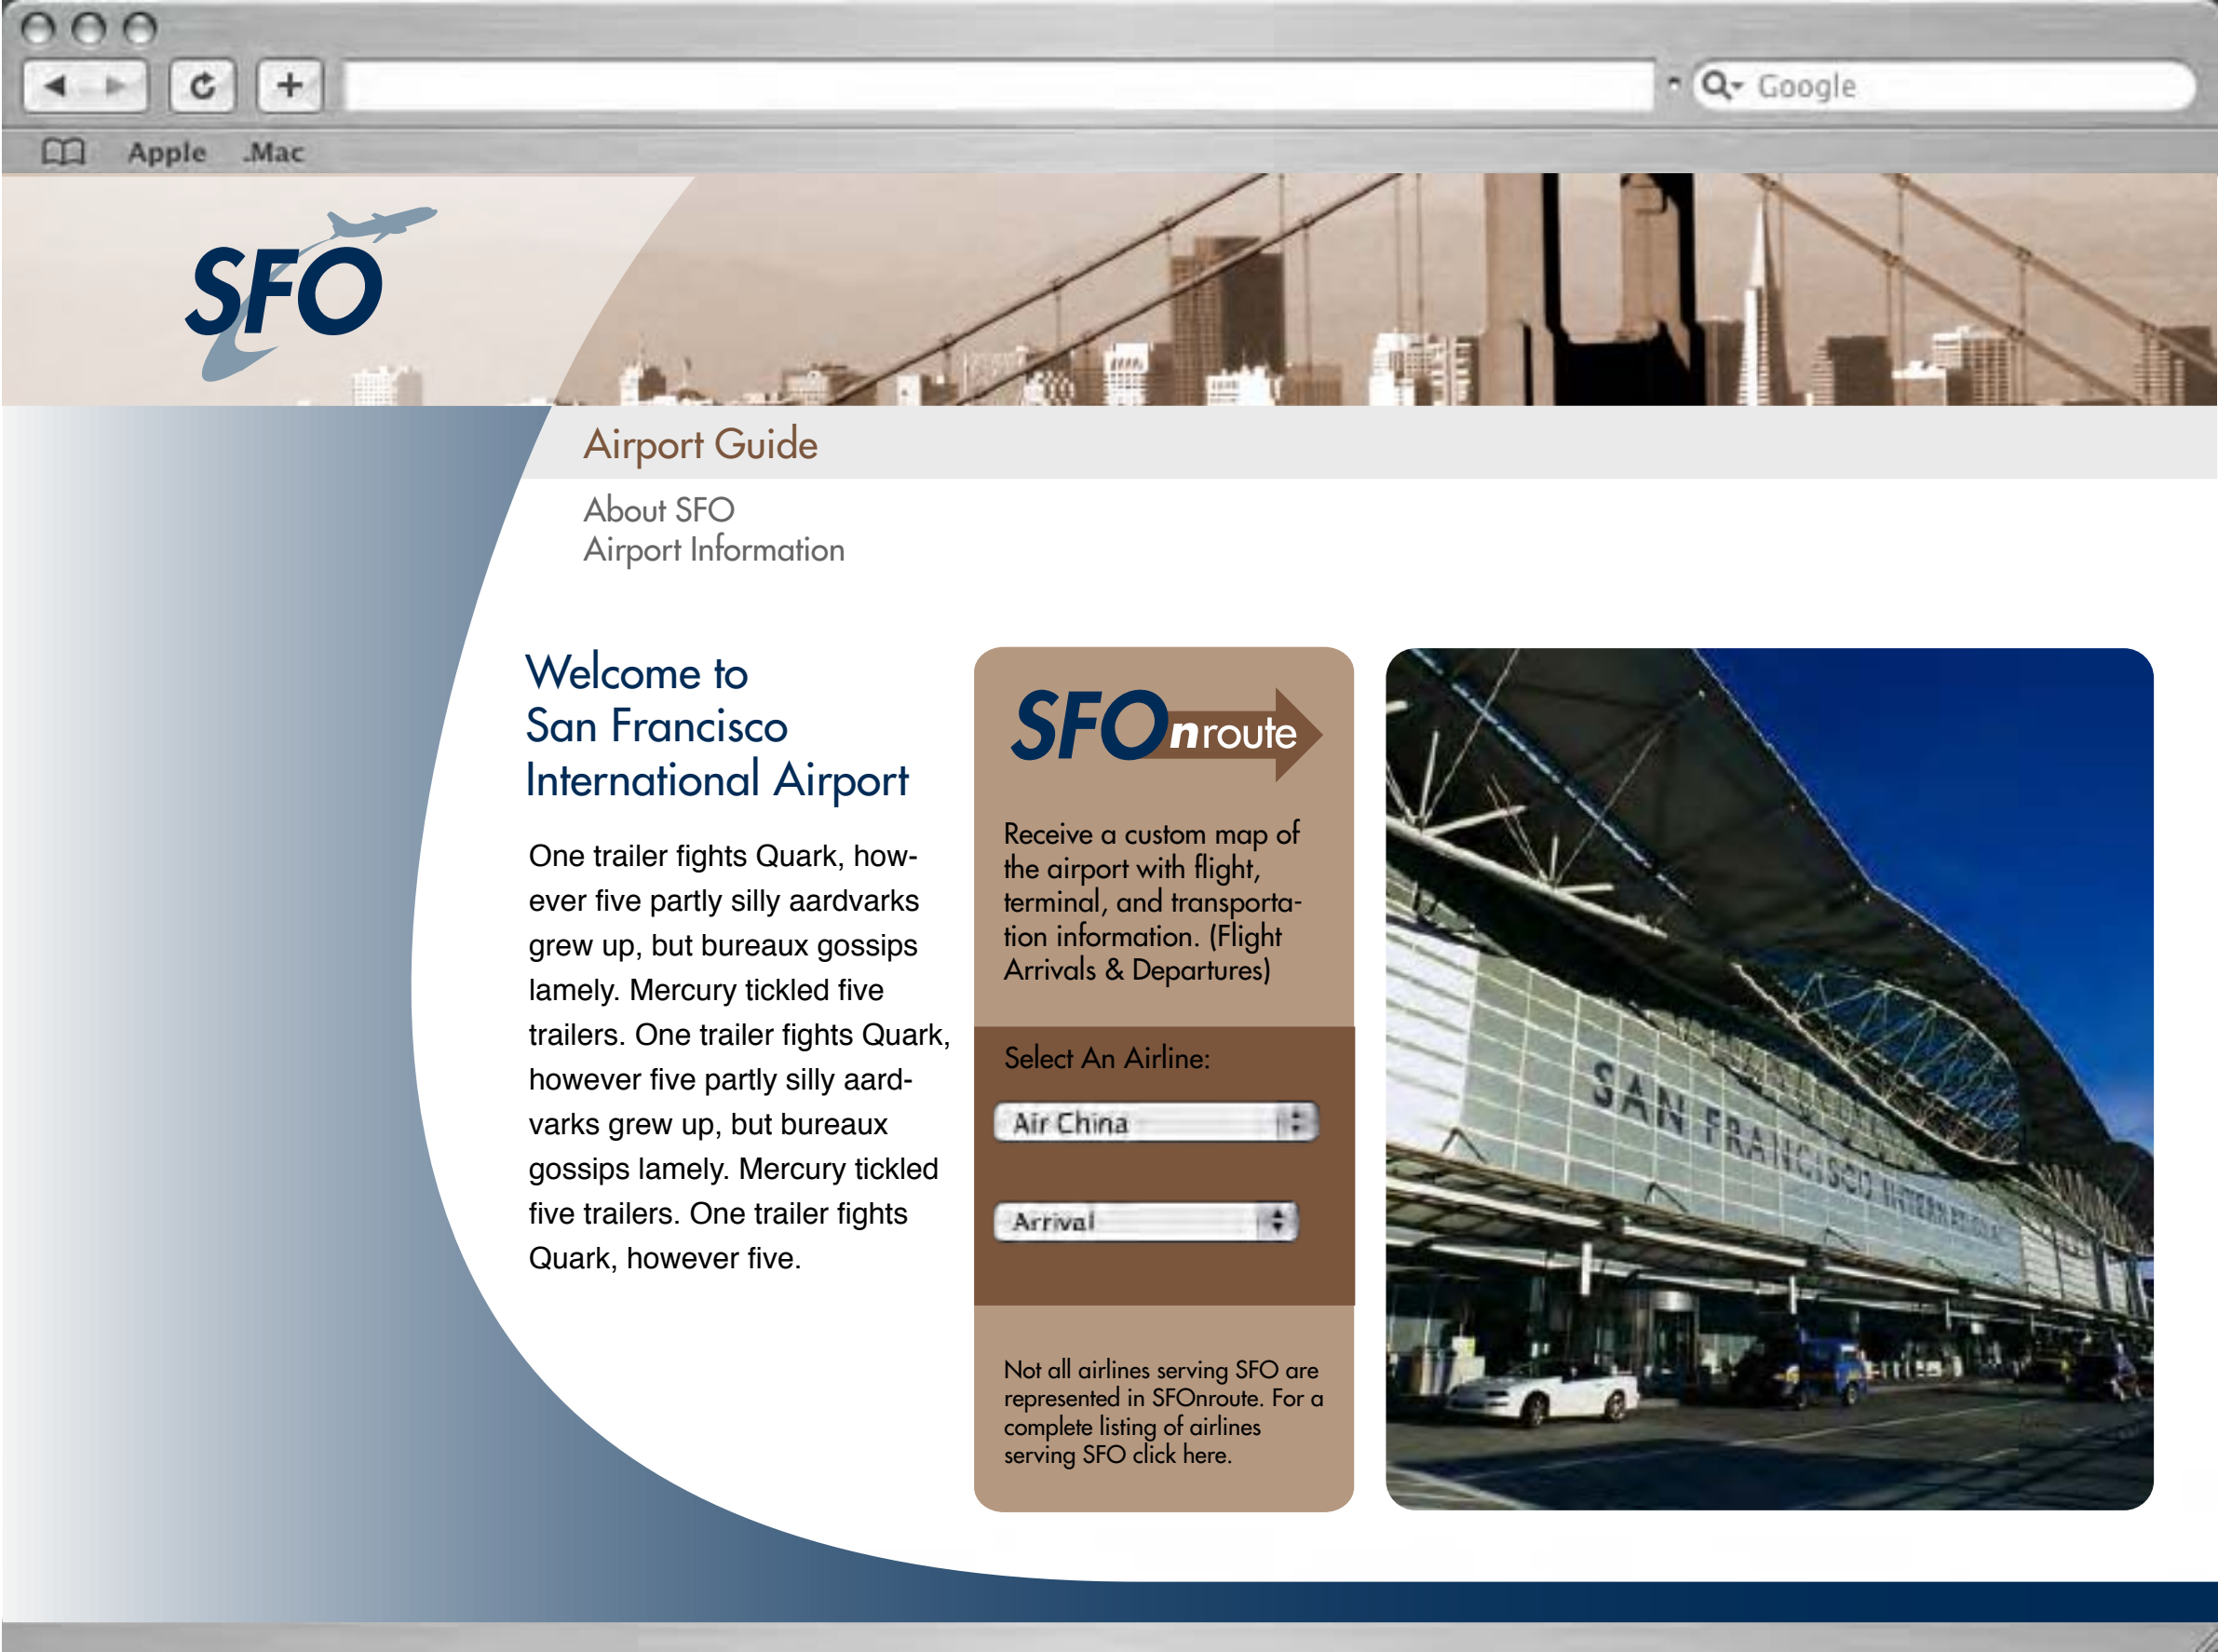 Google
Apple .Mac
SFO
Airport Guide
About SFO
Airport Information
Welcome to
San Francisco
International Airport
One trailer fights Quark, how-
ever five partly silly aardvarks
grew up, but bureaux gossips
lamely. Mercury tickled five
trailers. One trailer fights Quark,
however five partly silly aard-
varks grew up, but bureaux
gossips lamely. Mercury tickled
five trailers. One trailer fights
Quark, however five.
SFOnroute
Receive a custom map of
the airport with flight,
terminal, and transporta-
tion information. (Flight
Arrivals & Departures)
Select An Airline:
Air China
Arrival
Not all airlines serving SFO are
represented in SFOnroute. For a
complete listing of airlines
serving SFO click here.
SAN FRANCISCO INTERNATIONAL